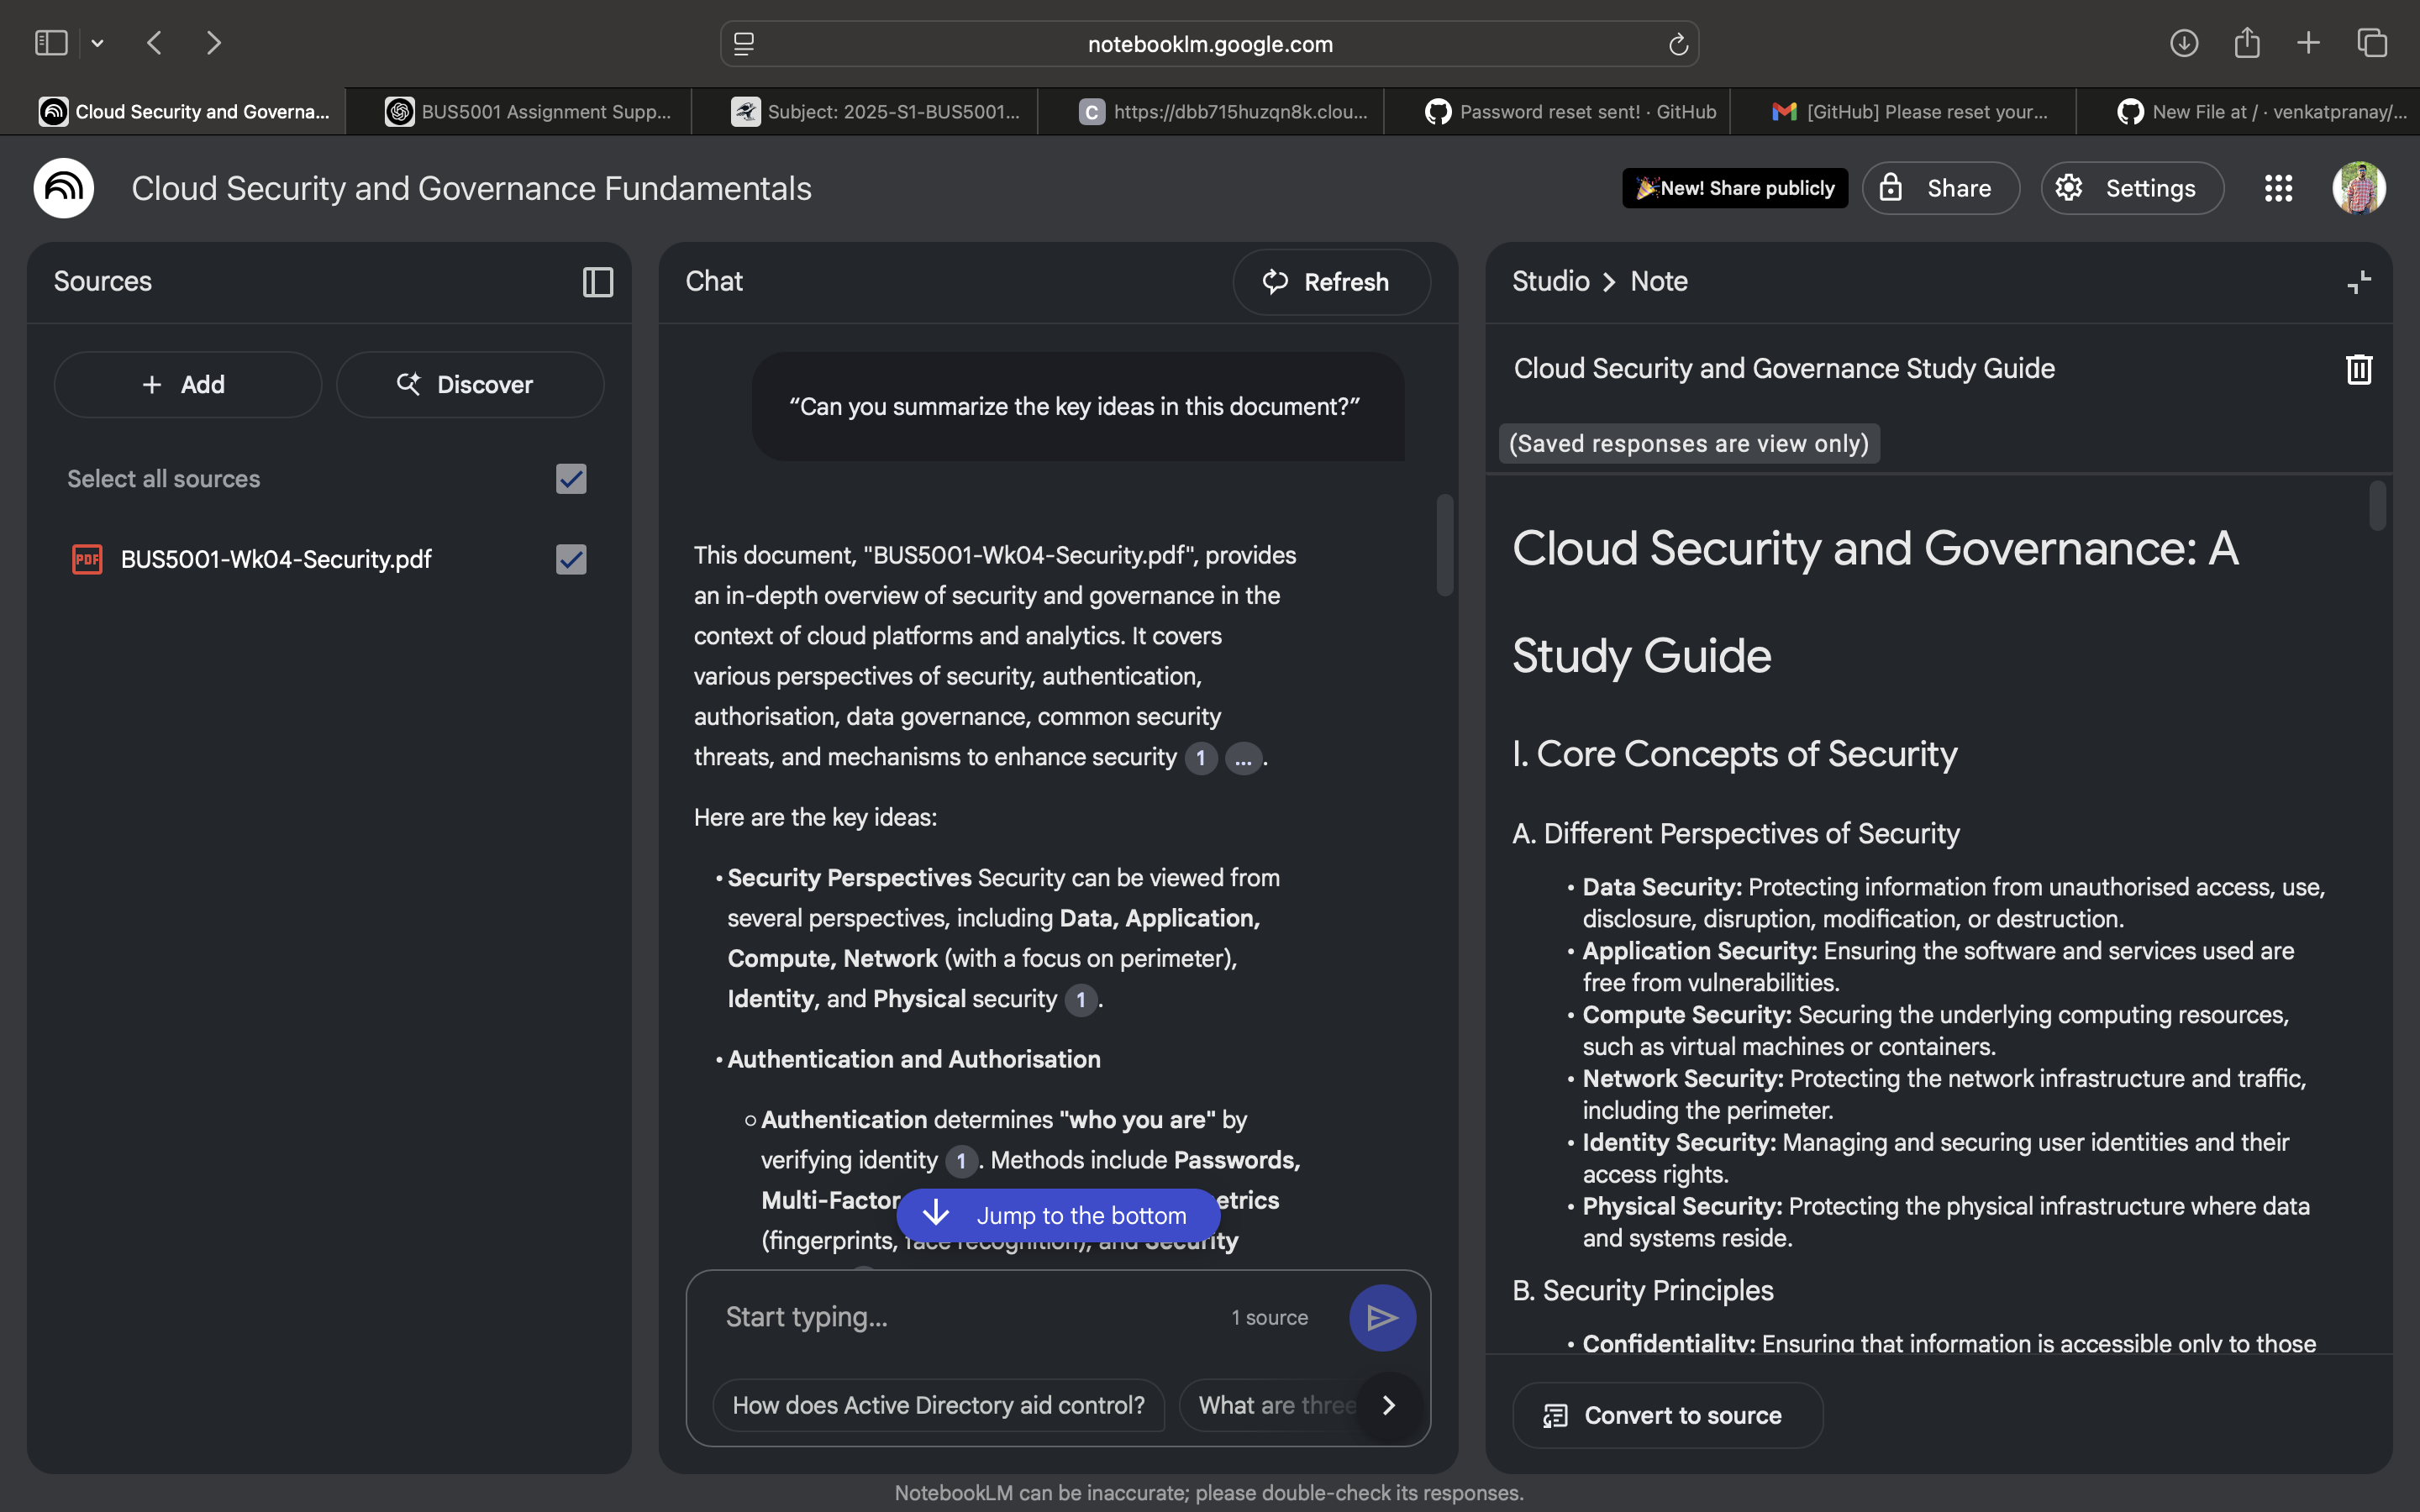 notebooklm.google.com
Cloud Security and Governa...
BUS5001 Assignment Supp...
Subject: 2025-S1-BUS5001...
C
https://dbb715huzqn8k.clou...
Password reset sent! · GitHub
[GitHub] Please reset your...
New File at / · venkatpranay/...
Cloud Security and Governance Fundamentals
New! Share publicly
Share
Settings
Sources
Add
Discover
Select all sources
PDF
BUS5001-Wk04-Security.pdf
Chat
Refresh
“Can you summarize the key ideas in this document?”
This document, "BUS5001-Wk04-Security.pdf", provides
an in-depth overview of security and governance in the
context of cloud platforms and analytics. It covers
various perspectives of security, authentication,
authorisation, data governance, common security
threats, and mechanisms to enhance security 1 ... .
Here are the key ideas:
• Security Perspectives Security can be viewed from
several perspectives, including Data, Application,
Compute, Network (with a focus on perimeter),
Identity, and Physical security 1 .
• Authentication and Authorisation
○ Authentication determines "who you are" by
verifying identity 1 . Methods include Passwords,
Multi-Factor etrics
(fingerprints, face recognition), and Security
Jump to the bottom
Start typing...
1 source
How does Active Directory aid control?
What are three
Studio > Note
Cloud Security and Governance Study Guide
(Saved responses are view only)
Cloud Security and Governance: A
Study Guide
I. Core Concepts of Security
A. Different Perspectives of Security
• Data Security: Protecting information from unauthorised access, use,
disclosure, disruption, modification, or destruction.
• Application Security: Ensuring the software and services used are
free from vulnerabilities.
• Compute Security: Securing the underlying computing resources,
such as virtual machines or containers.
• Network Security: Protecting the network infrastructure and traffic,
including the perimeter.
• Identity Security: Managing and securing user identities and their
access rights.
• Physical Security: Protecting the physical infrastructure where data
and systems reside.
B. Security Principles
• Confidentiality: Ensuring that information is accessible only to those
Convert to source
NotebookLM can be inaccurate; please double-check its responses.